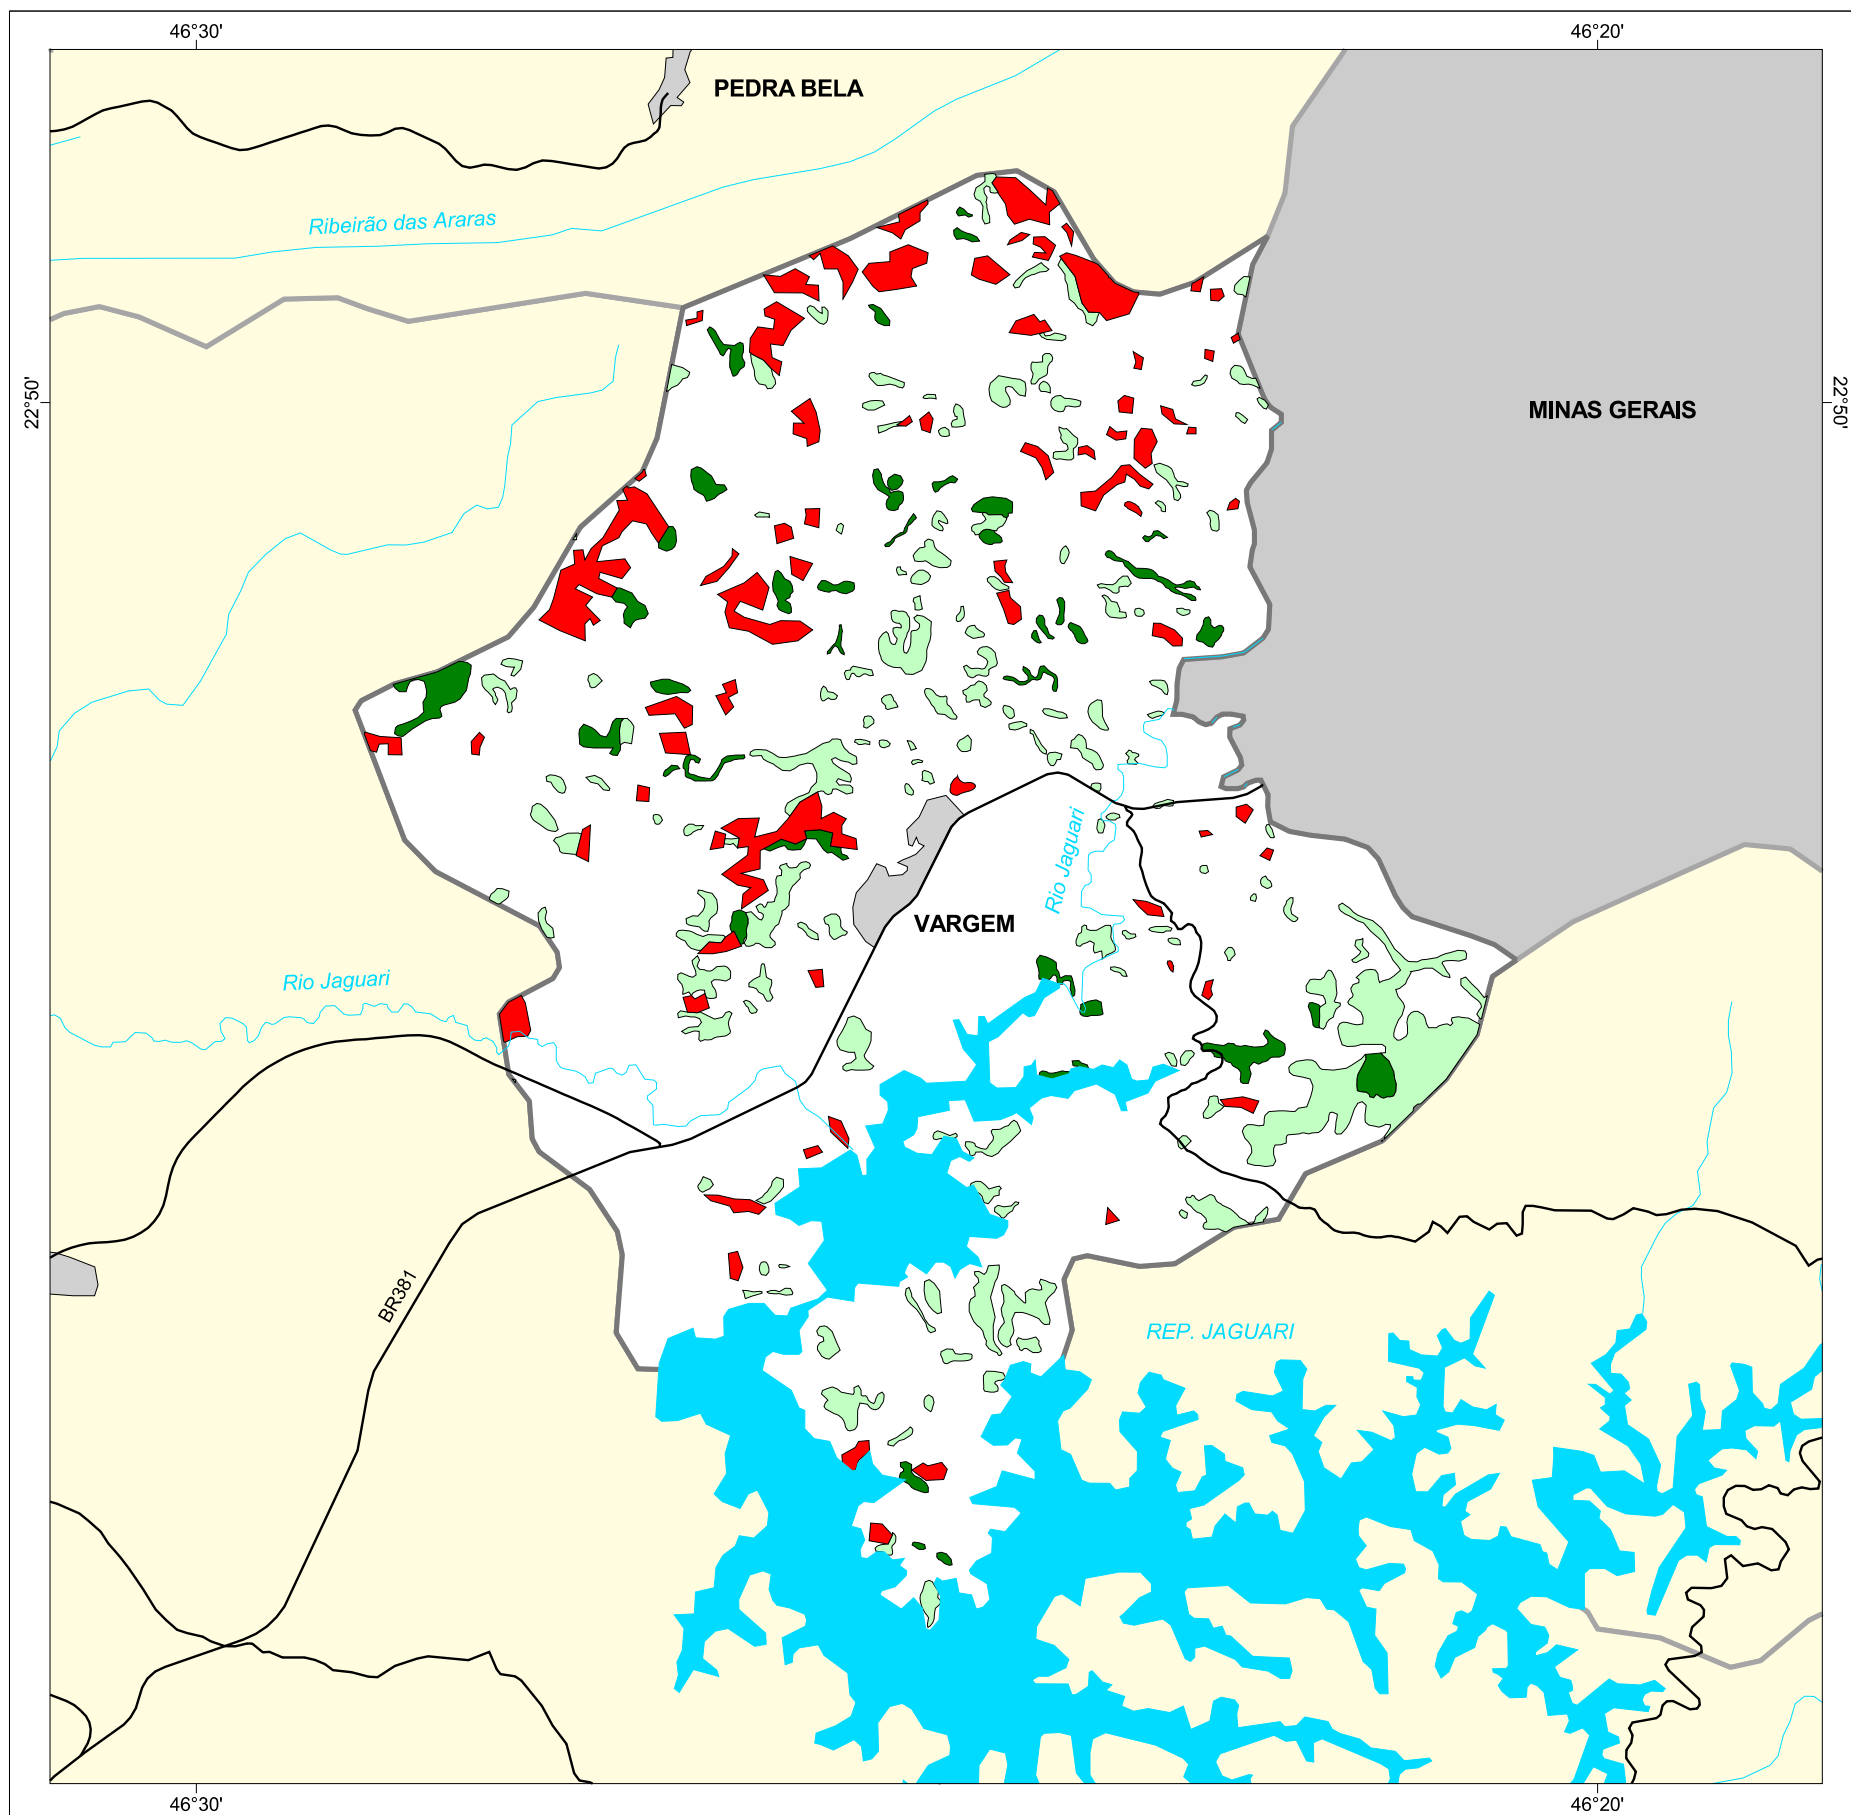 46°30'
46°20'
PEDRA BELA
Ribeirão das Araras
22°50'
22°50'
MINAS GERAIS
Rio Jaguari
VARGEM
Rio Jaguari
BR381
REP. JAGUARI
46°30'
46°20'